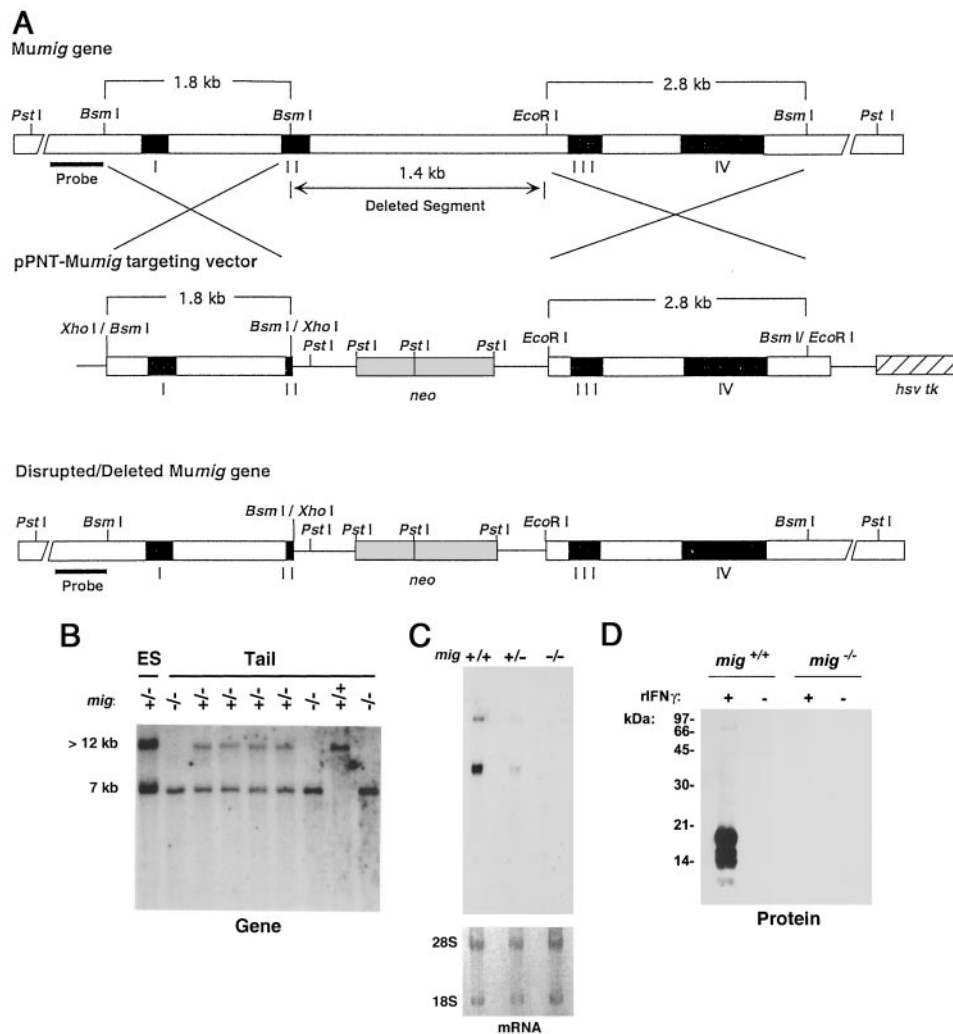 A
Mumig gene
1.8 kb
2.8 kb
Pst I
Bsm I
Bsm I
EcoR I
Bsm I
Pst I
Probe
I
II
III
IV
1.4 kb
Deleted Segment
pPNT-Mumig targeting vector
1.8 kb
2.8 kb
Xho I / Bsm I
Bsm I / Xho I
Pst I
Pst I
Pst I
Pst I
EcoR I
Bsm I/ EcoR I
I
II
neo
III
IV
hsv tk
Disrupted/Deleted Mumig gene
Pst I
Bsm I
Bsm I / Xho I
Pst I
Pst I
Pst I
Pst I
EcoR I
Bsm I
Pst I
Probe
I
II
neo
III
IV
B
ES
Tail
mig: +/- -/- +/- +/- +/- +/- -/- +/+ -/-
> 12 kb
7 kb
Gene
C
mig +/+ +/- -/-
28S
18S
mRNA
D
mig +/+ mig -/-
rIFNγ: + - + -
kDa:
97-
66-
45-
30-
21-
14-
Protein